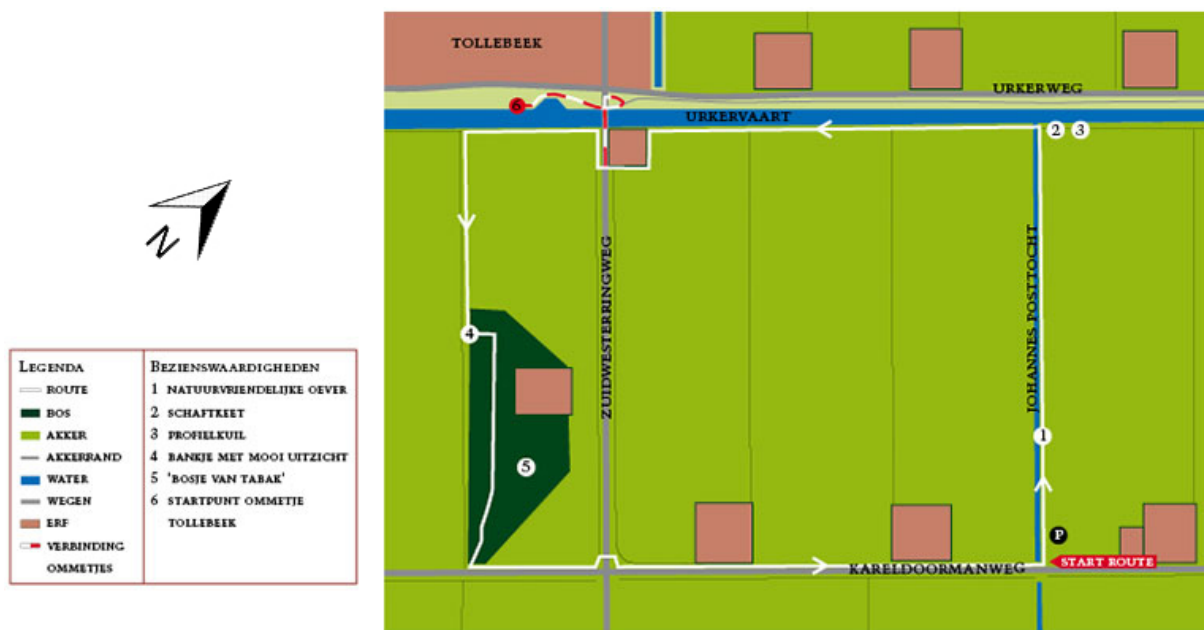 TOLLEBEEK
URKERWEG
6
URKERVAART
2 3
ZUIDWESTERRINGWEG
JOHANNES POSTTOCHT
N
4
1
5
P
START ROUTE
KARELDOORMANWEG
LEGENDA
ROUTE
BOS
AKKER
AKKERRAND
WATER
WEGEN
ERF
VERBINDING
OMMETJES
BEZIENSWAARDIGHEDEN
1 NATUURVRIENDELIJKE OEVER
2 SCHAFTKEET
3 PROFIELKUIL
4 BANKJE MET MOOI UITZICHT
5 'BOSJE VAN TABAK'
6 STARTPUNT OMMETJE
TOLLEBEEK